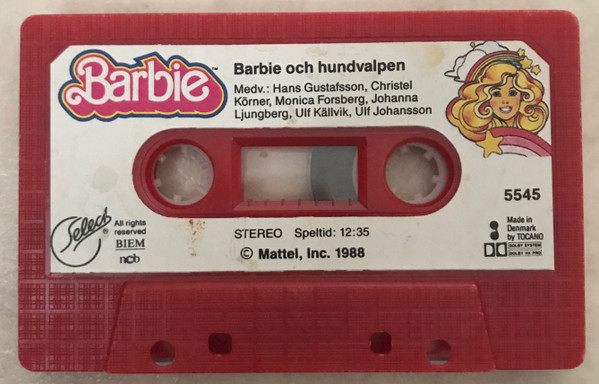 Barbie™
Barbie och hundvalpen
Medv.: Hans Gustafsson, Christel
Körner, Monica Forsberg, Johanna
Ljungberg, Ulf Källvik, Ulf Johansson
5545
Select®
All rights
reserved
BIEM
ncb
STEREO Speltid: 12:35
© Mattel, Inc. 1988
Made in
Denmark
by TOCANO
DOLBY SYSTEM
DOLBY HX PRO